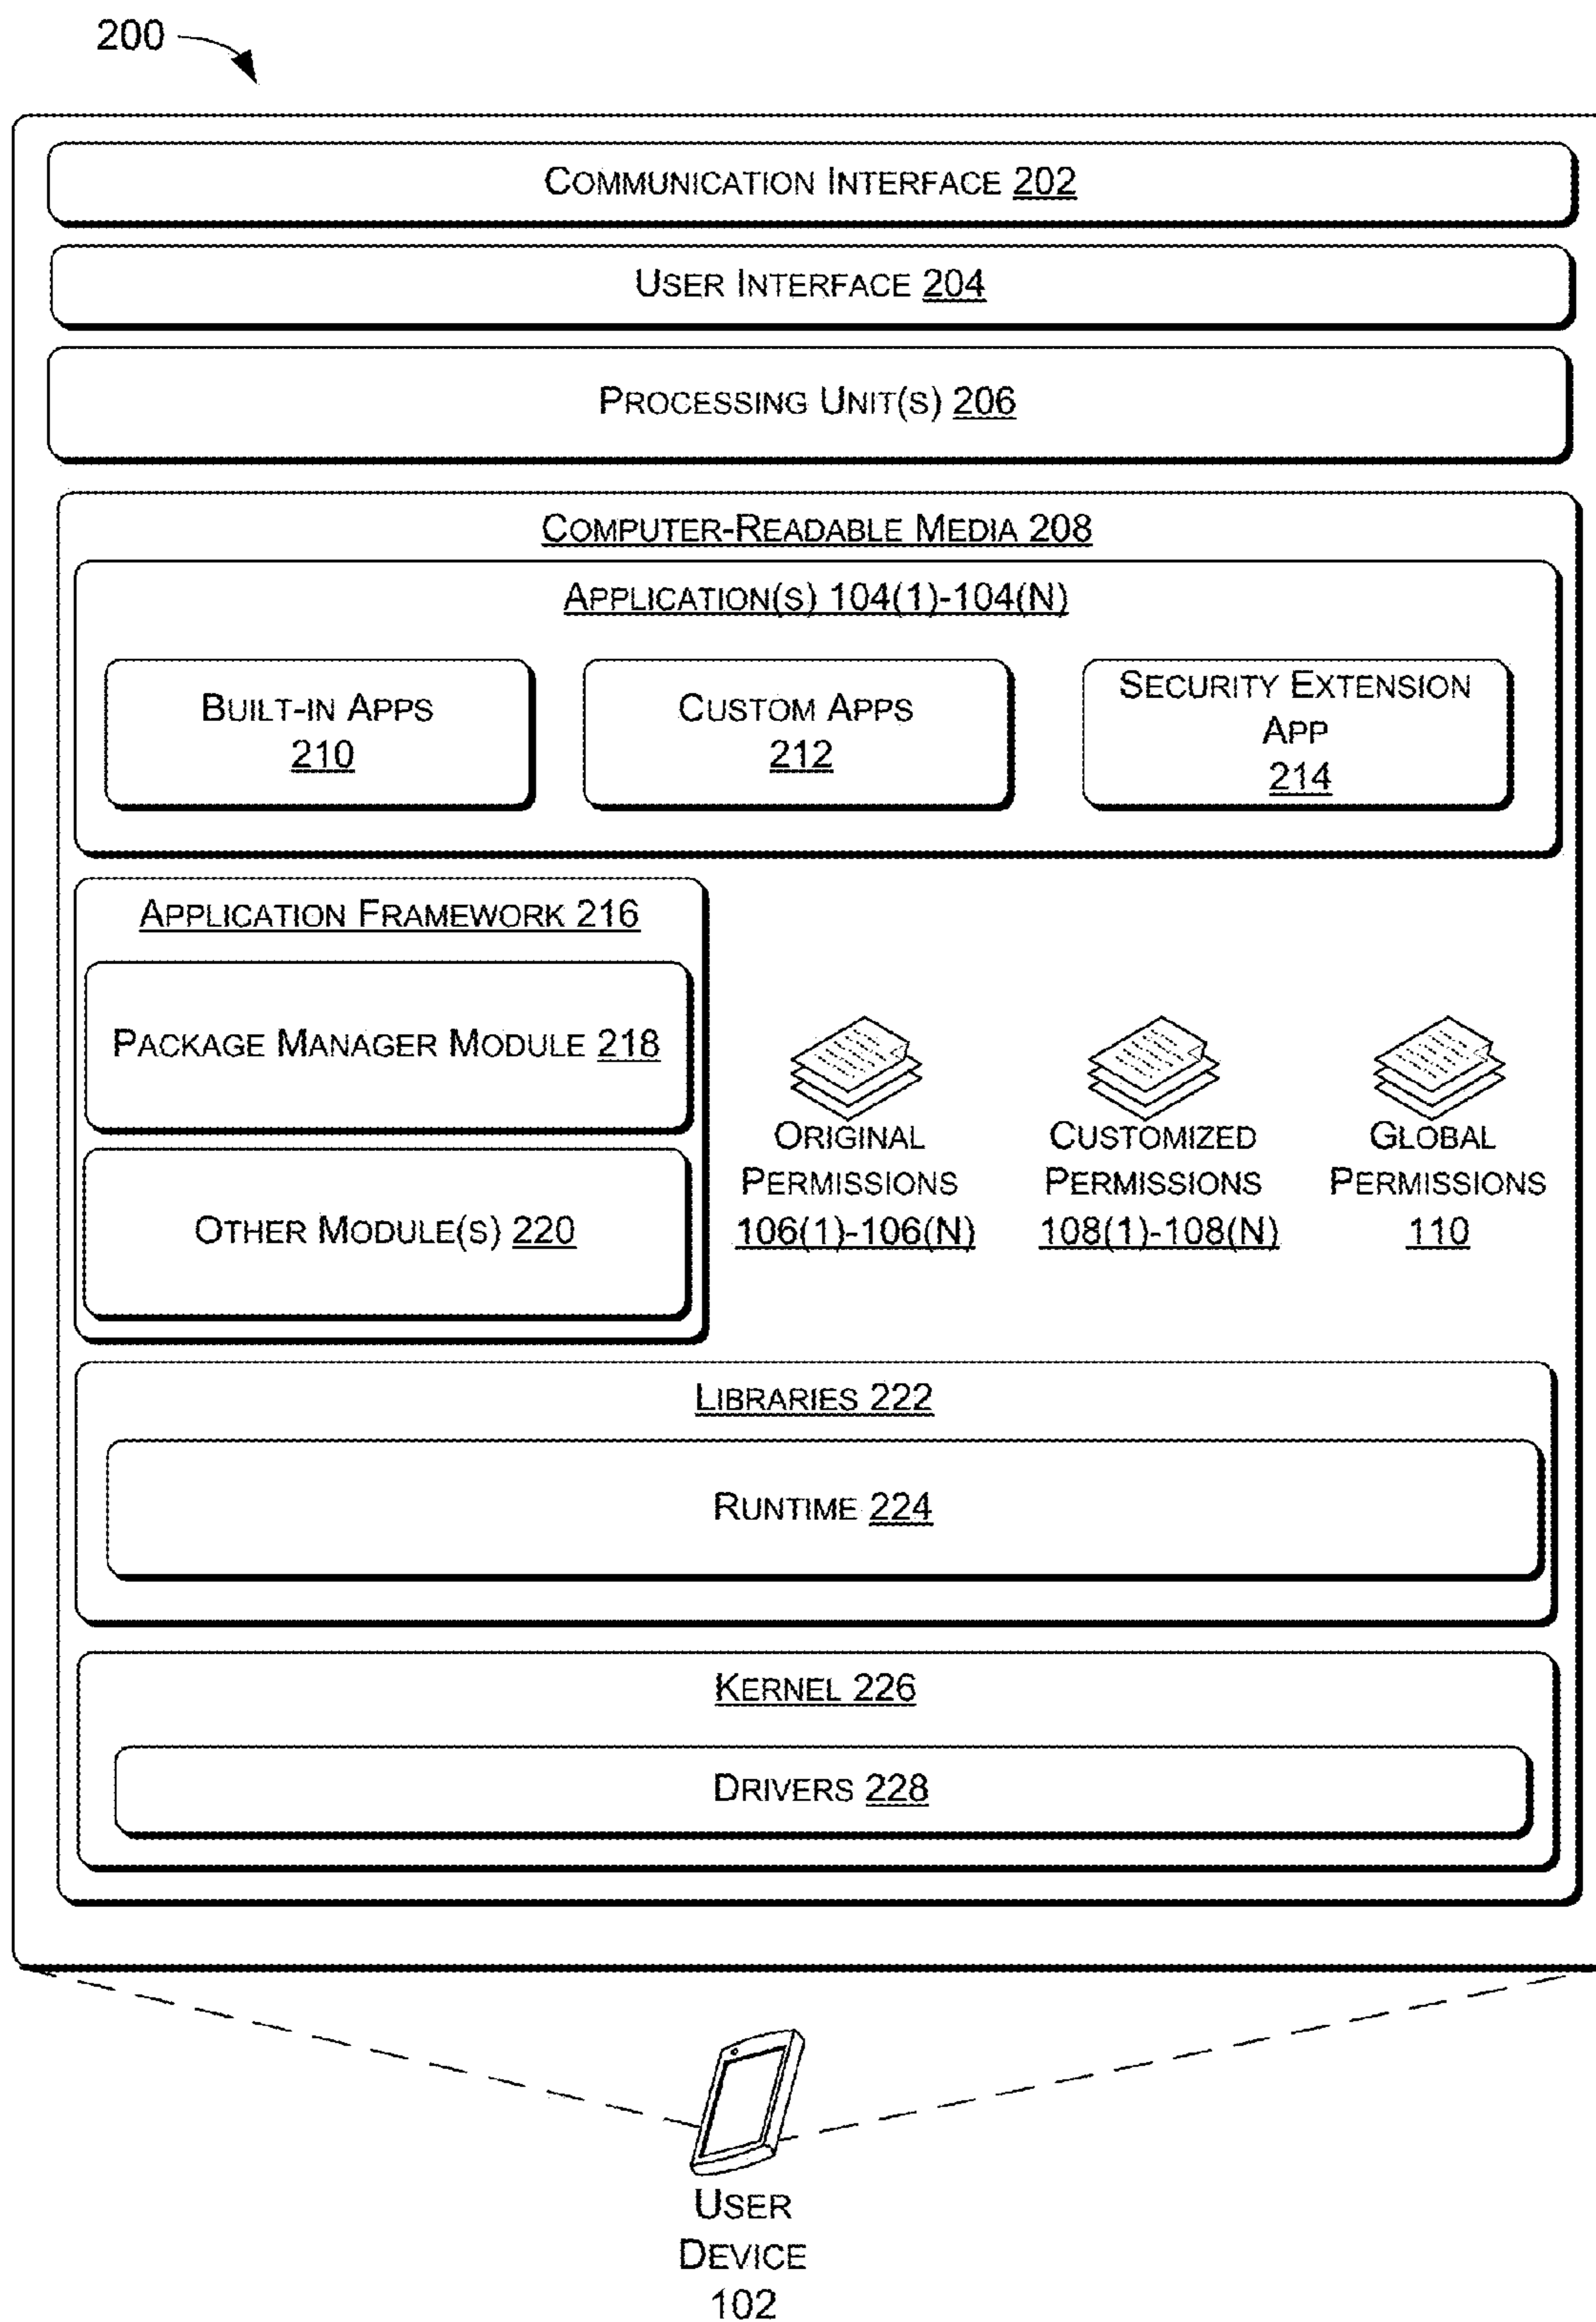 200
COMMUNICATION INTERFACE 202
USER INTERFACE 204
PROCESSING UNIT(S) 206
COMPUTER-READABLE MEDIA 208
APPLICATION(S) 104(1)-104(N)
BUILT-IN APPS
210
CUSTOM APPS
212
SECURITY EXTENSION
APP
214
APPLICATION FRAMEWORK 216
PACKAGE MANAGER MODULE 218
OTHER MODULE(S) 220
ORIGINAL
PERMISSIONS
106(1)-106(N)
CUSTOMIZED
PERMISSIONS
108(1)-108(N)
GLOBAL
PERMISSIONS
110
LIBRARIES 222
RUNTIME 224
KERNEL 226
DRIVERS 228
USER
DEVICE
102